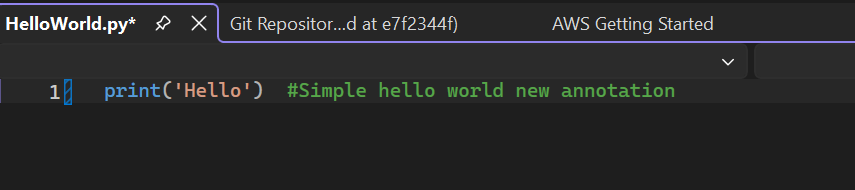 HelloWorld.py*
Git Repositor...d at e7f2344f)
AWS Getting Started
1 print('Hello')  #Simple hello world new annotation